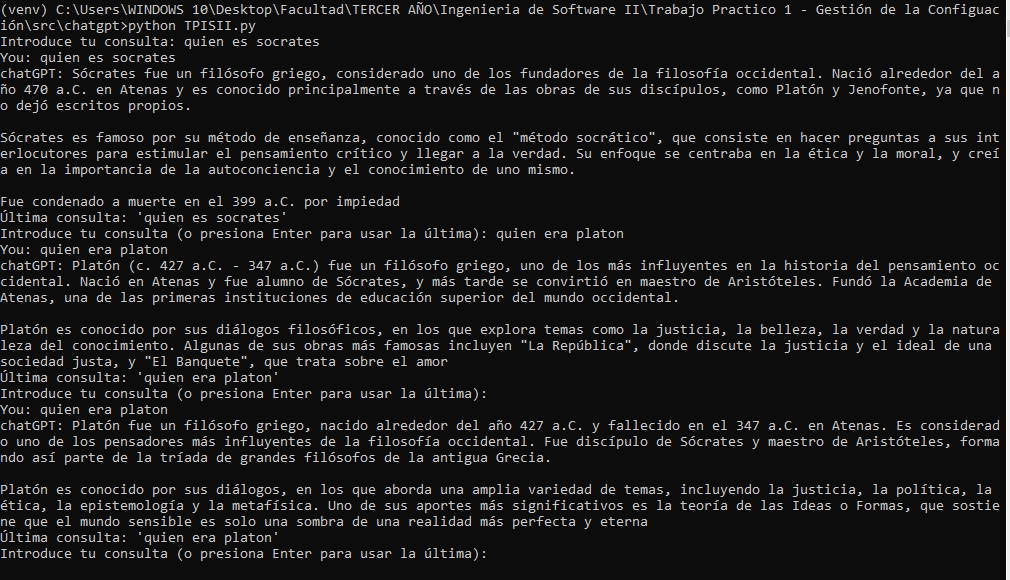 (venv) C:\Users\WINDOWS 10\Desktop\Facultad\TERCER AÑO\Ingenieria de Software II\Trabajo Practico 1 - Gestión de la Configuac
ión\src\chatgpt>python TPISII.py
Introduce tu consulta: quien es socrates
You: quien es socrates
chatGPT: Sócrates fue un filósofo griego, considerado uno de los fundadores de la filosofía occidental. Nació alrededor del a
ño 470 a.C. en Atenas y es conocido principalmente a través de las obras de sus discípulos, como Platón y Jenofonte, ya que n
o dejó escritos propios.
Sócrates es famoso por su método de enseñanza, conocido como el "método socrático", que consiste en hacer preguntas a sus int
erlocutores para estimular el pensamiento crítico y llegar a la verdad. Su enfoque se centraba en la ética y la moral, y creí
a en la importancia de la autoconciencia y el conocimiento de uno mismo.
Fue condenado a muerte en el 399 a.C. por impiedad
Última consulta: 'quien es socrates'
Introduce tu consulta (o presiona Enter para usar la última): quien era platon
You: quien era platon
chatGPT: Platón (c. 427 a.C. - 347 a.C.) fue un filósofo griego, uno de los más influyentes en la historia del pensamiento oc
cidental. Nació en Atenas y fue alumno de Sócrates, y más tarde se convirtió en maestro de Aristóteles. Fundó la Academia de
Atenas, una de las primeras instituciones de educación superior del mundo occidental.
Platón es conocido por sus diálogos filosóficos, en los que explora temas como la justicia, la belleza, la verdad y la natura
leza del conocimiento. Algunas de sus obras más famosas incluyen "La República", donde discute la justicia y el ideal de una
sociedad justa, y "El Banquete", que trata sobre el amor
Última consulta: 'quien era platon'
Introduce tu consulta (o presiona Enter para usar la última):
You: quien era platon
chatGPT: Platón fue un filósofo griego, nacido alrededor del año 427 a.C. y fallecido en el 347 a.C. en Atenas. Es considerad
o uno de los pensadores más influyentes de la filosofía occidental. Fue discípulo de Sócrates y maestro de Aristóteles, forma
ndo así parte de la tríada de grandes filósofos de la antigua Grecia.
Platón es conocido por sus diálogos, en los que aborda una amplia variedad de temas, incluyendo la justicia, la política, la
ética, la epistemología y la metafísica. Uno de sus aportes más significativos es la teoría de las Ideas o Formas, que sostie
ne que el mundo sensible es solo una sombra de una realidad más perfecta y eterna
Última consulta: 'quien era platon'
Introduce tu consulta (o presiona Enter para usar la última):